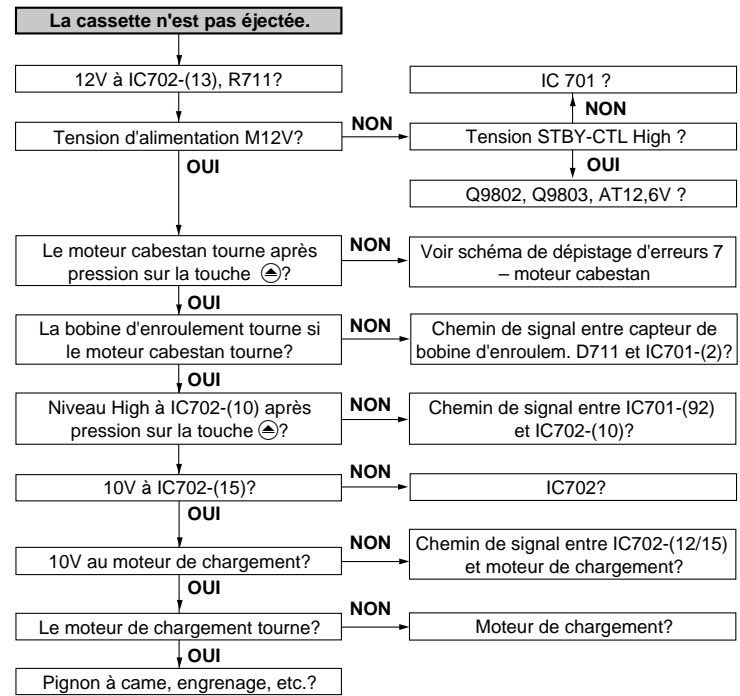 La cassette n'est pas éjectée.
12V à IC702-(13), R711?
IC 701 ?
NON
Tension d'alimentation M12V?
NON
Tension STBY-CTL High ?
OUI
OUI
Q9802, Q9803, AT12,6V ?
Le moteur cabestan tourne après
pression sur la touche ?
NON
Voir schéma de dépistage d'erreurs 7
– moteur cabestan
OUI
La bobine d'enroulement tourne si
le moteur cabestan tourne?
NON
Chemin de signal entre capteur de
bobine d'enroulem. D711 et IC701-(2)?
OUI
Niveau High à IC702-(10) après
pression sur la touche ?
NON
Chemin de signal entre IC701-(92)
et IC702-(10)?
OUI
10V à IC702-(15)?
NON
IC702?
OUI
10V au moteur de chargement?
NON
Chemin de signal entre IC702-(12/15)
et moteur de chargement?
OUI
Le moteur de chargement tourne?
NON
Moteur de chargement?
OUI
Pignon à came, engrenage, etc.?